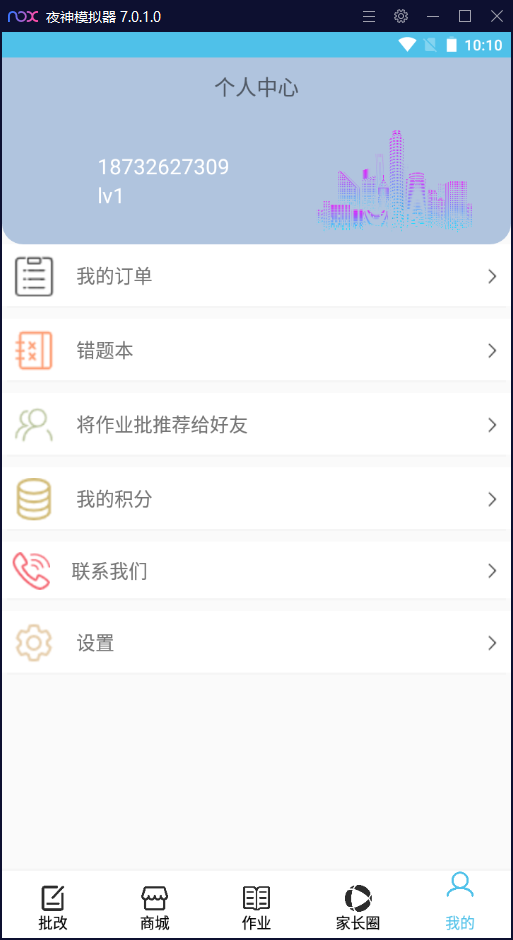 nox 夜神模拟器 7.0.1.0
10:10
个人中心
18732627309
lv1
我的订单
错题本
将作业批推荐给好友
我的积分
联系我们
设置
批改 商城 作业 家长圈 我的